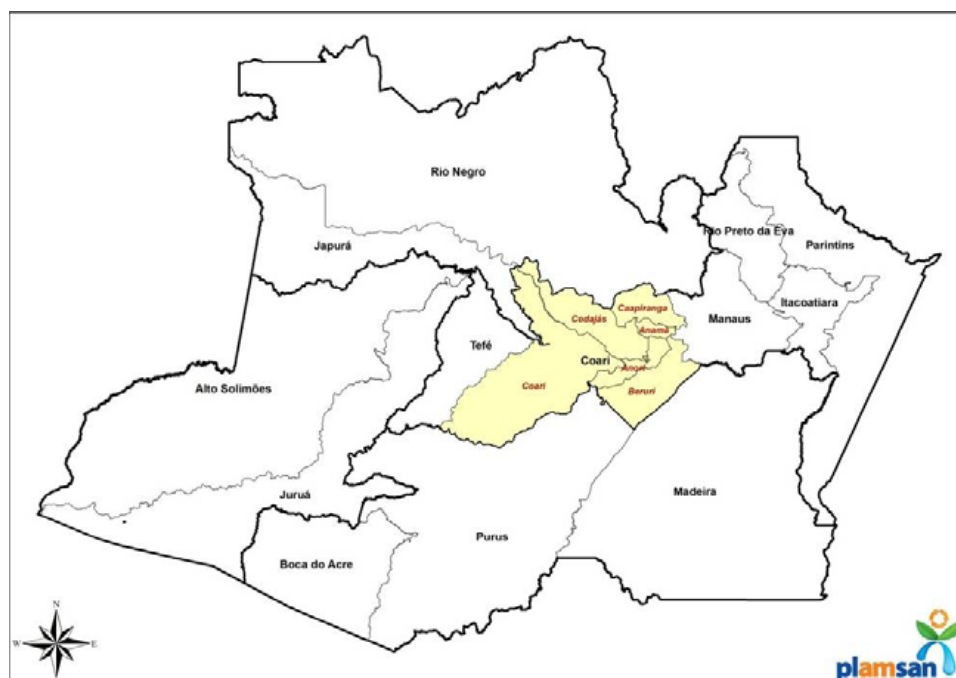 Rio Negro
Rio Preto da Eva
Parintins
Japurá
Caapiranga
Itacoatiara
Codajás
Manaus
Anamã
Tefé
Coari
Anori
Alto Solimões
Coari
Beruri
Juruá
Madeira
Purus
Boca do Acre
N
W
E
S
plamsan